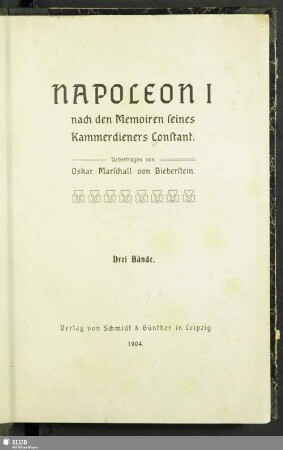 NAPOLEON I
nach den Memoiren seines
Kammerdieners Constant.
Uebertragen von
Oskar Marschall von Bieberstein.
Drei Bände.
Verlag von Schmidt & Günther in Leipzig
1904.
SLUB